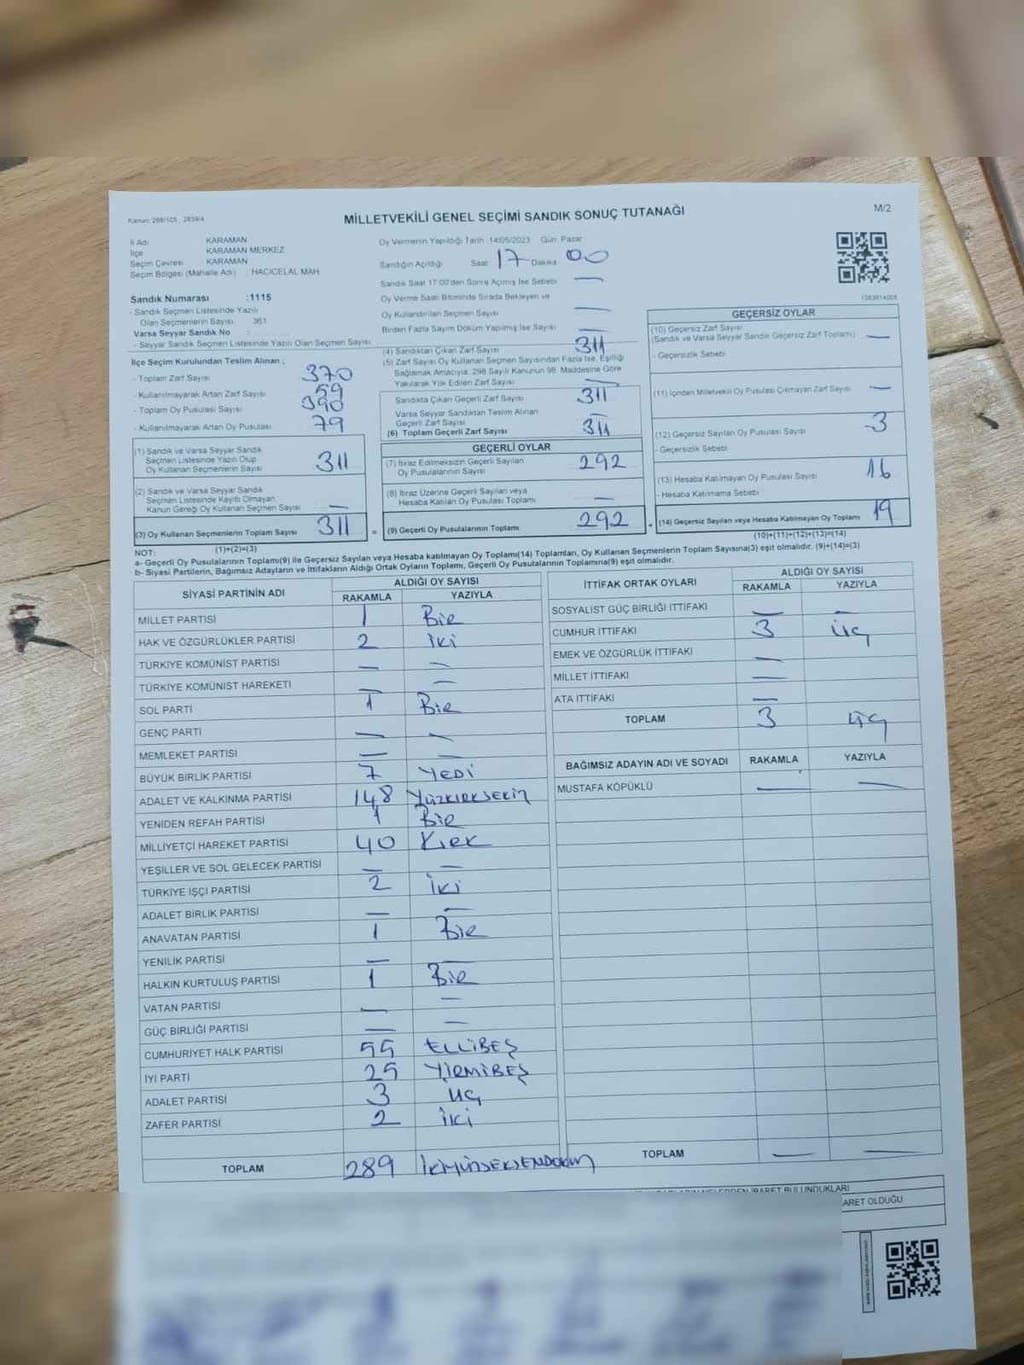 Kanun: 298/105 , 2839/4
MİLLETVEKİLİ GENEL SEÇİMİ SANDIK SONUÇ TUTANAĞI
M/2
İl Adı KARAMAN
İlçe KARAMAN MERKEZ
Seçim Çevresi KARAMAN
Seçim Bölgesi (Mahalle Adı) : HACICELAL MAH.
Oy Vermenin Yapıldığı Tarih :14/05/2023 Gün: Pazar
Sandığın Açıldığı Saat 17 Dakika 00
Sandık Saat 17:00'den Sonra Açılmış İse Sebebi —
Oy Verme Saati Bitiminde Sırada Bekleyen ve
Oy Kullandırılan Seçmen Sayısı —
Birden Fazla Sayım Döküm Yapılmış İse Sayısı —
Sandık Numarası :1115
- Sandık Seçmen Listesinde Yazılı
Olan Seçmenlerin Sayısı 361
Varsa Seyyar Sandık No :
- Seyyar Sandık Seçmen Listesinde Yazılı Olan Seçmen Sayısı:
İlçe Seçim Kurulundan Teslim Alınan ;
- Toplam Zarf Sayısı 370
- Kullanılmayarak Artan Zarf Sayısı 59
- Toplam Oy Pusulası Sayısı 390
- Kullanılmayarak Artan Oy Pusulası 79
(1) Sandık ve Varsa Seyyar Sandık
Seçmen Listesinde Yazılı Olup
Oy Kullanan Seçmenlerin Sayısı 311
(2) Sandık ve Varsa Seyyar Sandık
Seçmen Listesinde Kayıtlı Olmayan
Kanun Gereği Oy Kullanan Seçmen Sayısı —
(3) Oy Kullanan Seçmenlerin Toplam Sayısı 311
(1)+(2)=(3)
(4) Sandıktan Çıkan Zarf Sayısı 311
(5) Zarf Sayısı Oy Kullanan Seçmen Sayısından Fazla İse, Eşitliği
Sağlamak Amacıyla, 298 Sayılı Kanunun 98. Maddesine Göre
Yakılarak Yok Edilen Zarf Sayısı —
Sandıkta Çıkan Geçerli Zarf Sayısı 311
Varsa Seyyar Sandıktan Teslim Alınan
Geçerli Zarf Sayısı —
(6) Toplam Geçerli Zarf Sayısı 311
GEÇERLİ OYLAR
(7) İtiraz Edilmeksizin Geçerli Sayılan
Oy Pusulalarının Sayısı 292
(8) İtiraz Üzerine Geçerli Sayılan veya
Hesaba Katılan Oy Pusulası Toplamı —
= (9) Geçerli Oy Pusulalarının Toplamı 292
GEÇERSİZ OYLAR
(10) Geçersiz Zarf Sayısı
(Sandık ve Varsa Seyyar Sandık Geçersiz Zarf Toplamı) —
- Geçersizlik Sebebi
(11) İçinden Milletvekili Oy Pusulası Çıkmayan Zarf Sayısı —
(12) Geçersiz Sayılan Oy Pusulası Sayısı 3
- Geçersizlik Sebebi
(13) Hesaba Katılmayan Oy Pusulası Sayısı 16
- Hesaba Katılmama Sebebi
+ (14) Geçersiz Sayılan veya Hesaba Katılmayan Oy Toplamı 19
(10)+(11)+(12)+(13)=(14)
NOT:
a- Geçerli Oy Pusulalarının Toplamı(9) ile Geçersiz Sayılan veya Hesaba katılmayan Oy Toplamı(14) Toplamları, Oy Kullanan Seçmenlerin Toplam Sayısına(3) eşit olmalıdır. (9)+(14)=(3)
b- Siyasi Partilerin, Bağımsız Adayların ve İttifakların Aldığı Ortak Oyların Toplamı, Geçerli Oy Pusulalarının Toplamına(9) eşit olmalıdır.
SİYASİ PARTİNİN ADI ALDIĞI OY SAYISI
RAKAMLA YAZIYLA
MİLLET PARTİSİ 1 Bir
HAK VE ÖZGÜRLÜKLER PARTİSİ 2 iki
TÜRKİYE KOMÜNİST PARTİSİ — —
TÜRKİYE KOMÜNİST HAREKETİ — —
SOL PARTİ 1 Bir
GENÇ PARTİ — —
MEMLEKET PARTİSİ — —
BÜYÜK BİRLİK PARTİSİ 7 YEDİ
ADALET VE KALKINMA PARTİSİ 148 YüzKIRKSEKİZ
YENİDEN REFAH PARTİSİ 1 Bir
MİLLİYETÇİ HAREKET PARTİSİ 40 Kırk
YEŞİLLER VE SOL GELECEK PARTİSİ — —
TÜRKİYE İŞÇİ PARTİSİ 2 iki
ADALET BİRLİK PARTİSİ — —
ANAVATAN PARTİSİ 1 Bir
YENİLİK PARTİSİ — —
HALKIN KURTULUŞ PARTİSİ 1 Bir
VATAN PARTİSİ — —
GÜÇ BİRLİĞİ PARTİSİ — —
CUMHURİYET HALK PARTİSİ 55 ELLİBEŞ
İYİ PARTİ 25 YİRMİBEŞ
ADALET PARTİSİ 3 üç
ZAFER PARTİSİ 2 iki
TOPLAM 289
İTTİFAK ORTAK OYLARI ALDIĞI OY SAYISI
RAKAMLA YAZIYLA
SOSYALİST GÜÇ BİRLİĞİ İTTİFAKI — —
CUMHUR İTTİFAKI 3 üç
EMEK VE ÖZGÜRLÜK İTTİFAKI —
MİLLET İTTİFAKI —
ATA İTTİFAKI —
TOPLAM 3 üç
BAĞIMSIZ ADAYIN ADI VE SOYADI RAKAMLA YAZIYLA
MUSTAFA KÖPÜKLÜ — —
TOPLAM — —
İBARET BULUNDUKLARI
ARET OLDUĞU